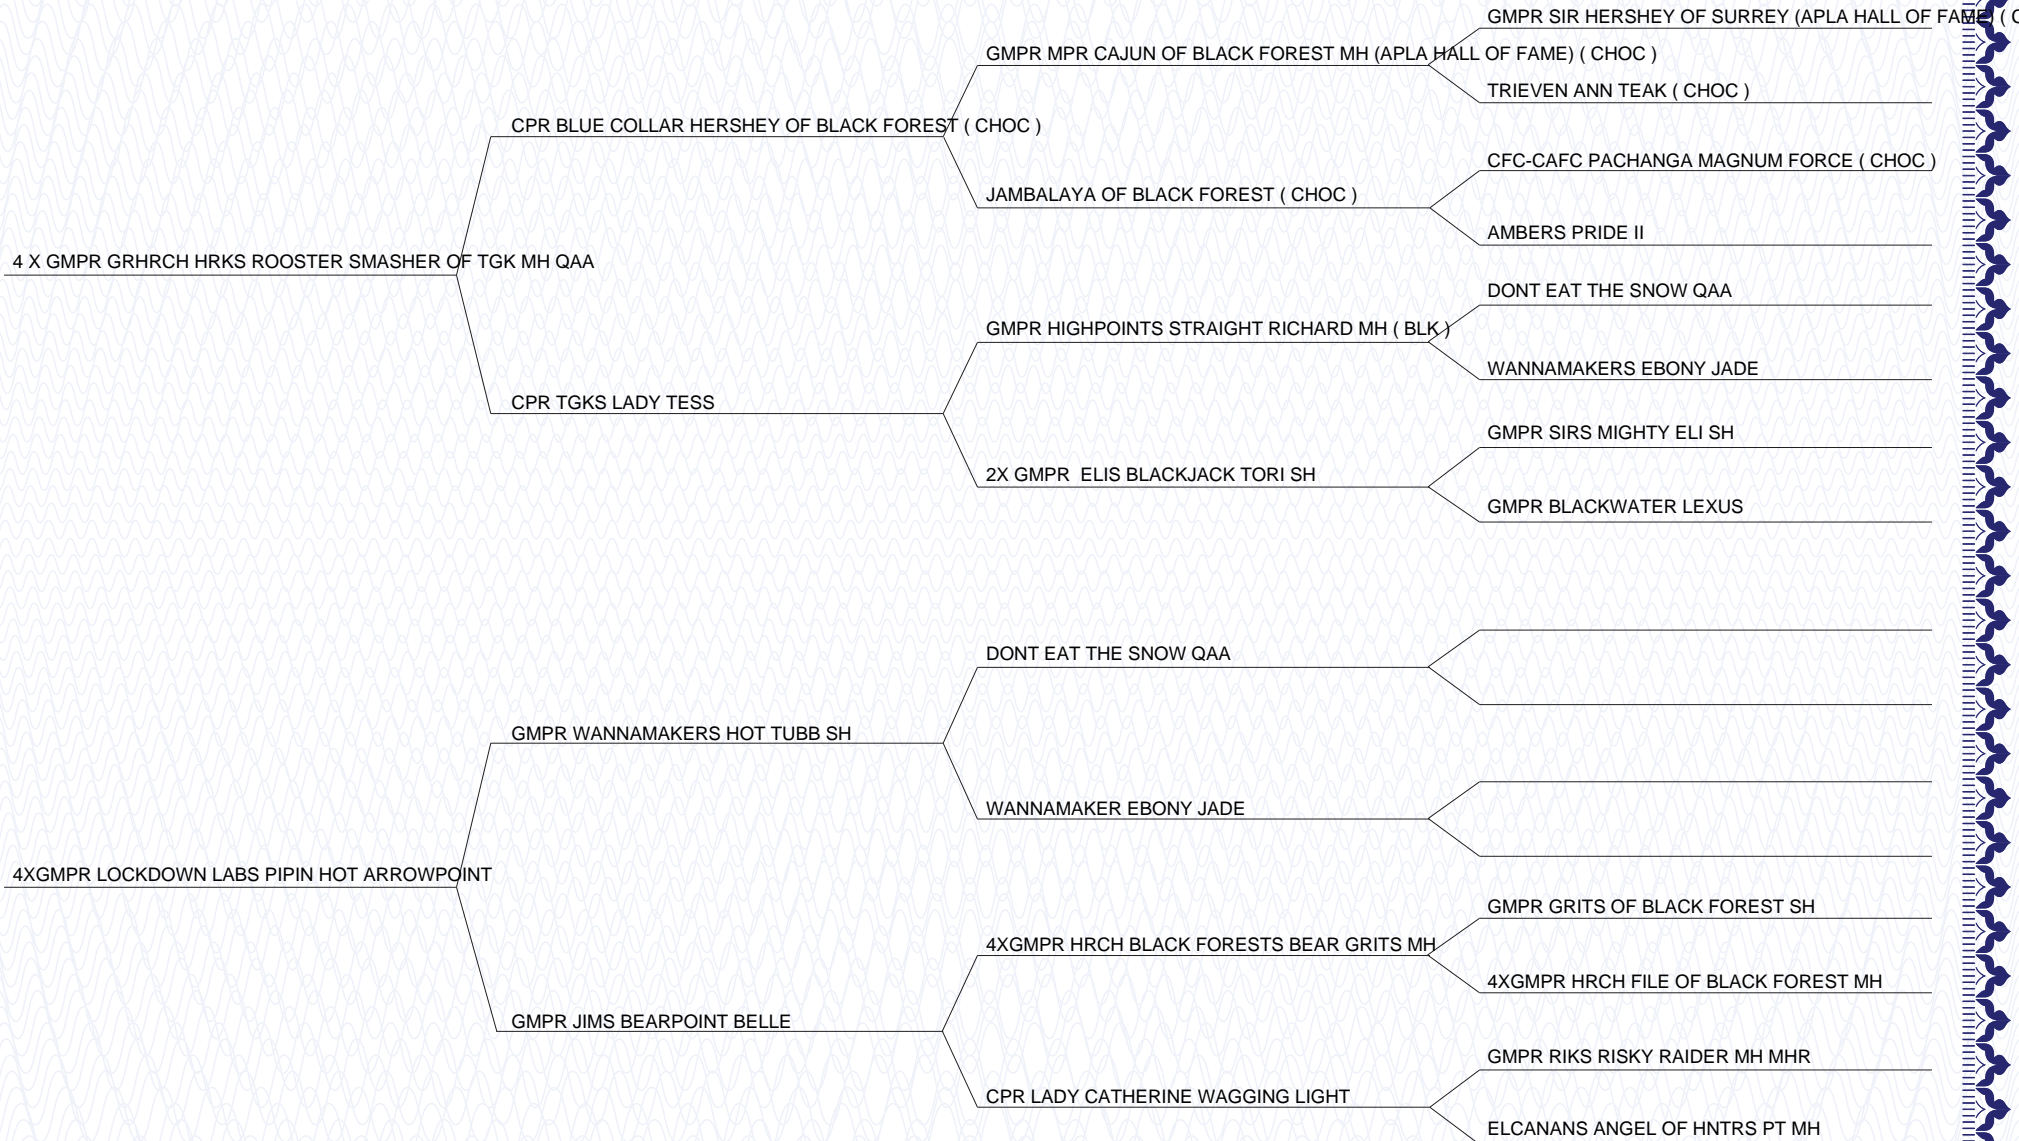 GMPR SIR HERSHEY OF SURREY (APLA HALL OF FAME) ( C
GMPR MPR CAJUN OF BLACK FOREST MH (APLA HALL OF FAME) ( CHOC )
TRIEVEN ANN TEAK ( CHOC )
CPR BLUE COLLAR HERSHEY OF BLACK FOREST ( CHOC )
CFC-CAFC PACHANGA MAGNUM FORCE ( CHOC )
JAMBALAYA OF BLACK FOREST ( CHOC )
AMBERS PRIDE II
4 X GMPR GRHRCH HRKS ROOSTER SMASHER OF TGK MH QAA
DONT EAT THE SNOW QAA
GMPR HIGHPOINTS STRAIGHT RICHARD MH ( BLK )
WANNAMAKERS EBONY JADE
CPR TGKS LADY TESS
GMPR SIRS MIGHTY ELI SH
2X GMPR  ELIS BLACKJACK TORI SH
GMPR BLACKWATER LEXUS
DONT EAT THE SNOW QAA
GMPR WANNAMAKERS HOT TUBB SH
WANNAMAKER EBONY JADE
4XGMPR LOCKDOWN LABS PIPIN HOT ARROWPOINT
GMPR GRITS OF BLACK FOREST SH
4XGMPR HRCH BLACK FORESTS BEAR GRITS MH
4XGMPR HRCH FILE OF BLACK FOREST MH
GMPR JIMS BEARPOINT BELLE
GMPR RIKS RISKY RAIDER MH MHR
CPR LADY CATHERINE WAGGING LIGHT
ELCANANS ANGEL OF HNTRS PT MH